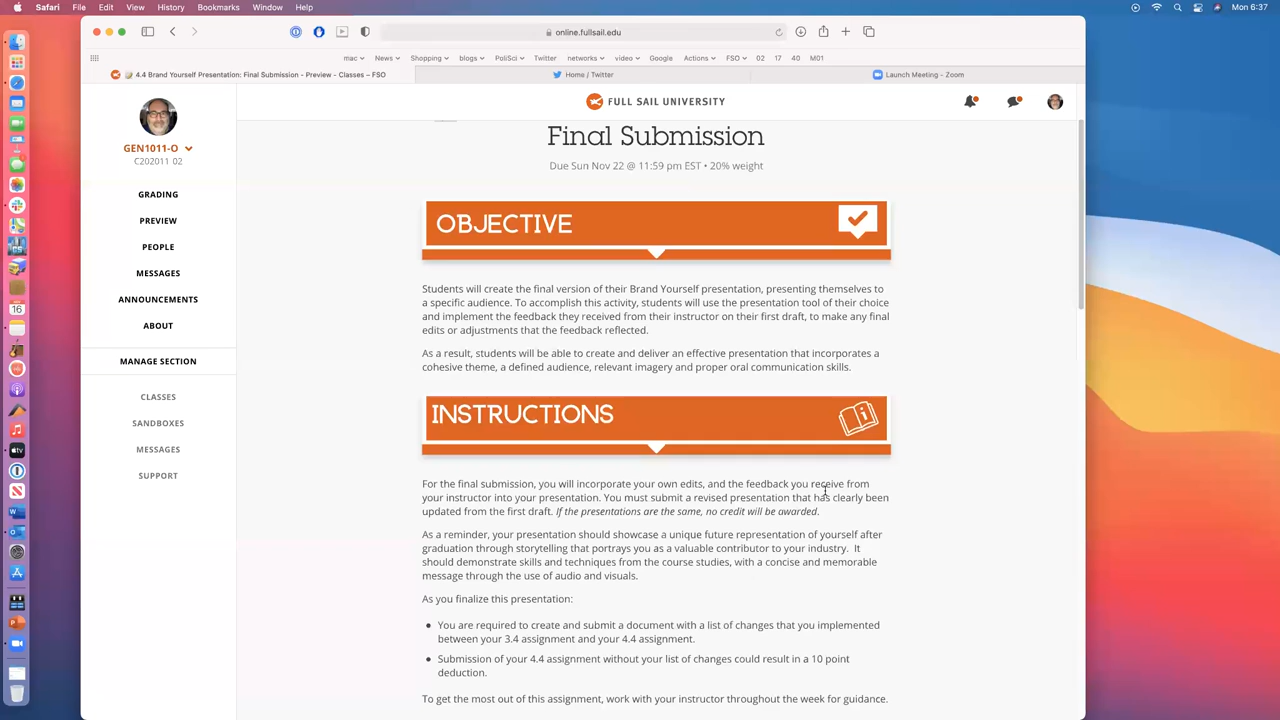 Safari File Edit View History Bookmarks Window Help Mon 6:37
online.fullsail.edu
mac News Shopping blogs PoliSci Twitter networks video Google Actions FSO 02 17 40 M01
4.4 Brand Yourself Presentation: Final Submission - Preview - Classes – FSO Home / Twitter Launch Meeting - Zoom
FULL SAIL UNIVERSITY
GEN1011-O
C202011 02
GRADING
PREVIEW
PEOPLE
MESSAGES
ANNOUNCEMENTS
ABOUT
MANAGE SECTION
CLASSES
SANDBOXES
MESSAGES
SUPPORT
16
Final Submission
Due Sun Nov 22 @ 11:59 pm EST • 20% weight
OBJECTIVE
Students will create the final version of their Brand Yourself presentation, presenting themselves to
a specific audience. To accomplish this activity, students will use the presentation tool of their choice
and implement the feedback they received from their instructor on their first draft, to make any final
edits or adjustments that the feedback reflected.
As a result, students will be able to create and deliver an effective presentation that incorporates a
cohesive theme, a defined audience, relevant imagery and proper oral communication skills.
INSTRUCTIONS
For the final submission, you will incorporate your own edits, and the feedback you receive from
your instructor into your presentation. You must submit a revised presentation that has clearly been
updated from the first draft. If the presentations are the same, no credit will be awarded.
As a reminder, your presentation should showcase a unique future representation of yourself after
graduation through storytelling that portrays you as a valuable contributor to your industry. It
should demonstrate skills and techniques from the course studies, with a concise and memorable
message through the use of audio and visuals.
As you finalize this presentation:
• You are required to create and submit a document with a list of changes that you implemented
between your 3.4 assignment and your 4.4 assignment.
• Submission of your 4.4 assignment without your list of changes could result in a 10 point
deduction.
To get the most out of this assignment, work with your instructor throughout the week for guidance.